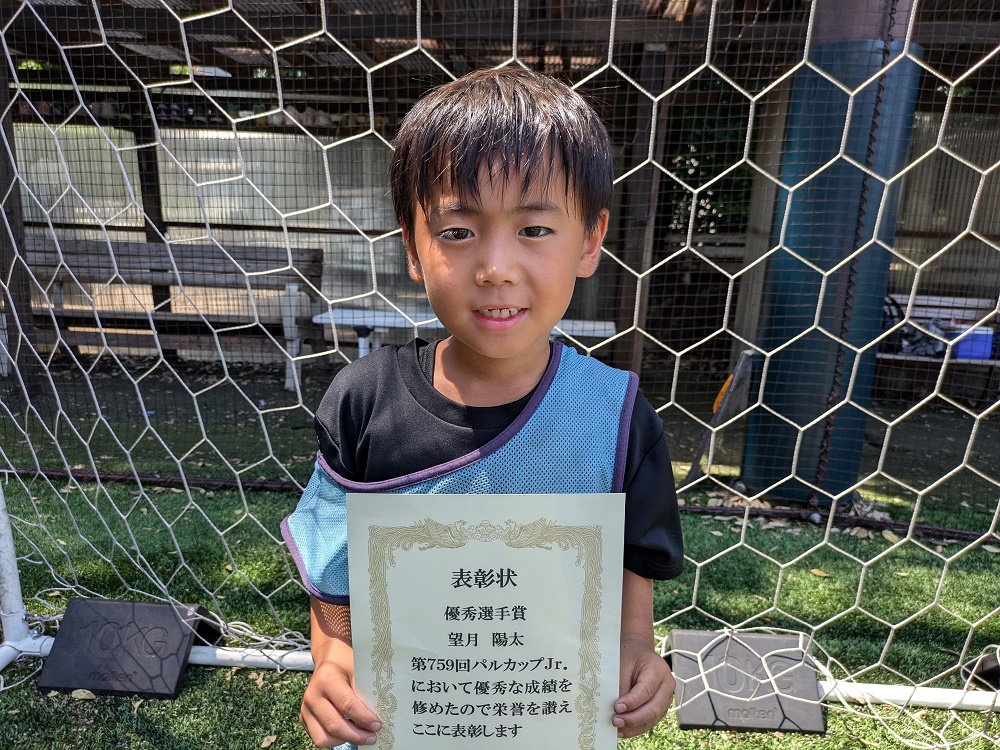 表彰状
優秀選手賞
望月 陽太
第759回パルカップJr.
において優秀な成績を
修めたので栄誉を讃え
ここに表彰します
10KG
molten
10KG
molten